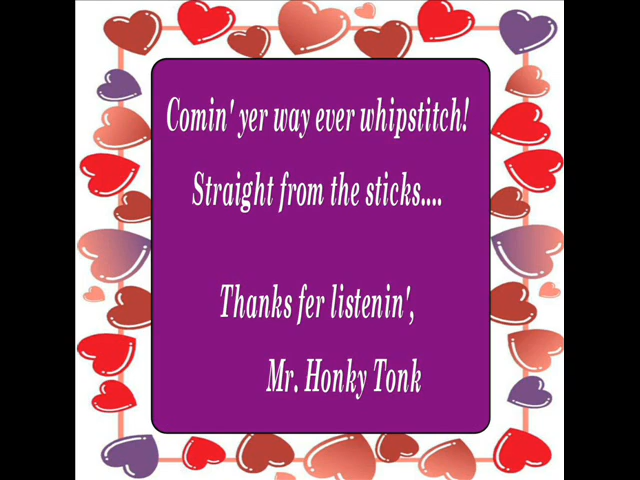 Comin' yer way ever whipstitch!
Straight from the sticks....
Thanks fer listenin',
Mr. Honky Tonk